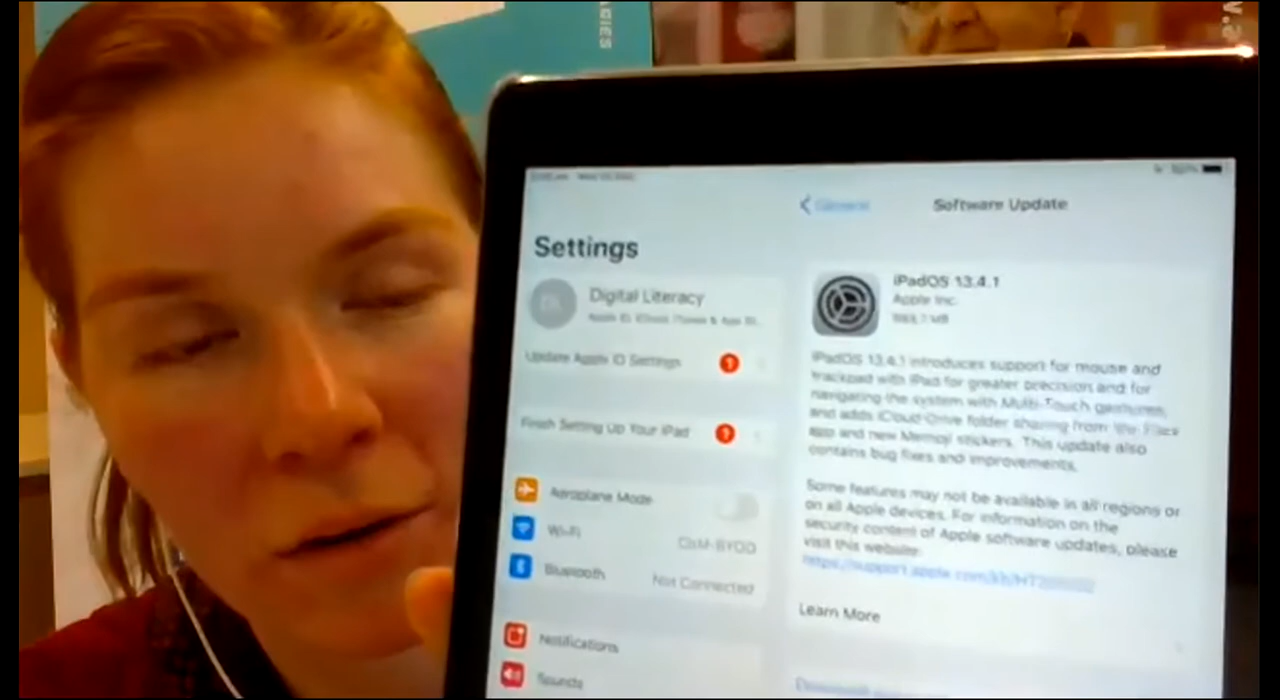 General
Software Update
Settings
iPadOS 13.4.1
Apple Inc.
Digital Literacy
Update Apple ID Settings
Finish Setting Up Your iPad
iPadOS 13.4.1 introduces support for mouse and
trackpad with iPad for greater precision and for
navigating the system with Multi-Touch gestures,
and adds iCloud Drive folder sharing from the Files
app and new Memoji stickers. This update also
contains bug fixes and improvements.
Aeroplane Mode
Wi-Fi
Bluetooth
Not Connected
Some features may not be available in all regions or
on all Apple devices. For information on the
security content of Apple software updates, please
visit this website:
Learn More
Notifications
Sounds